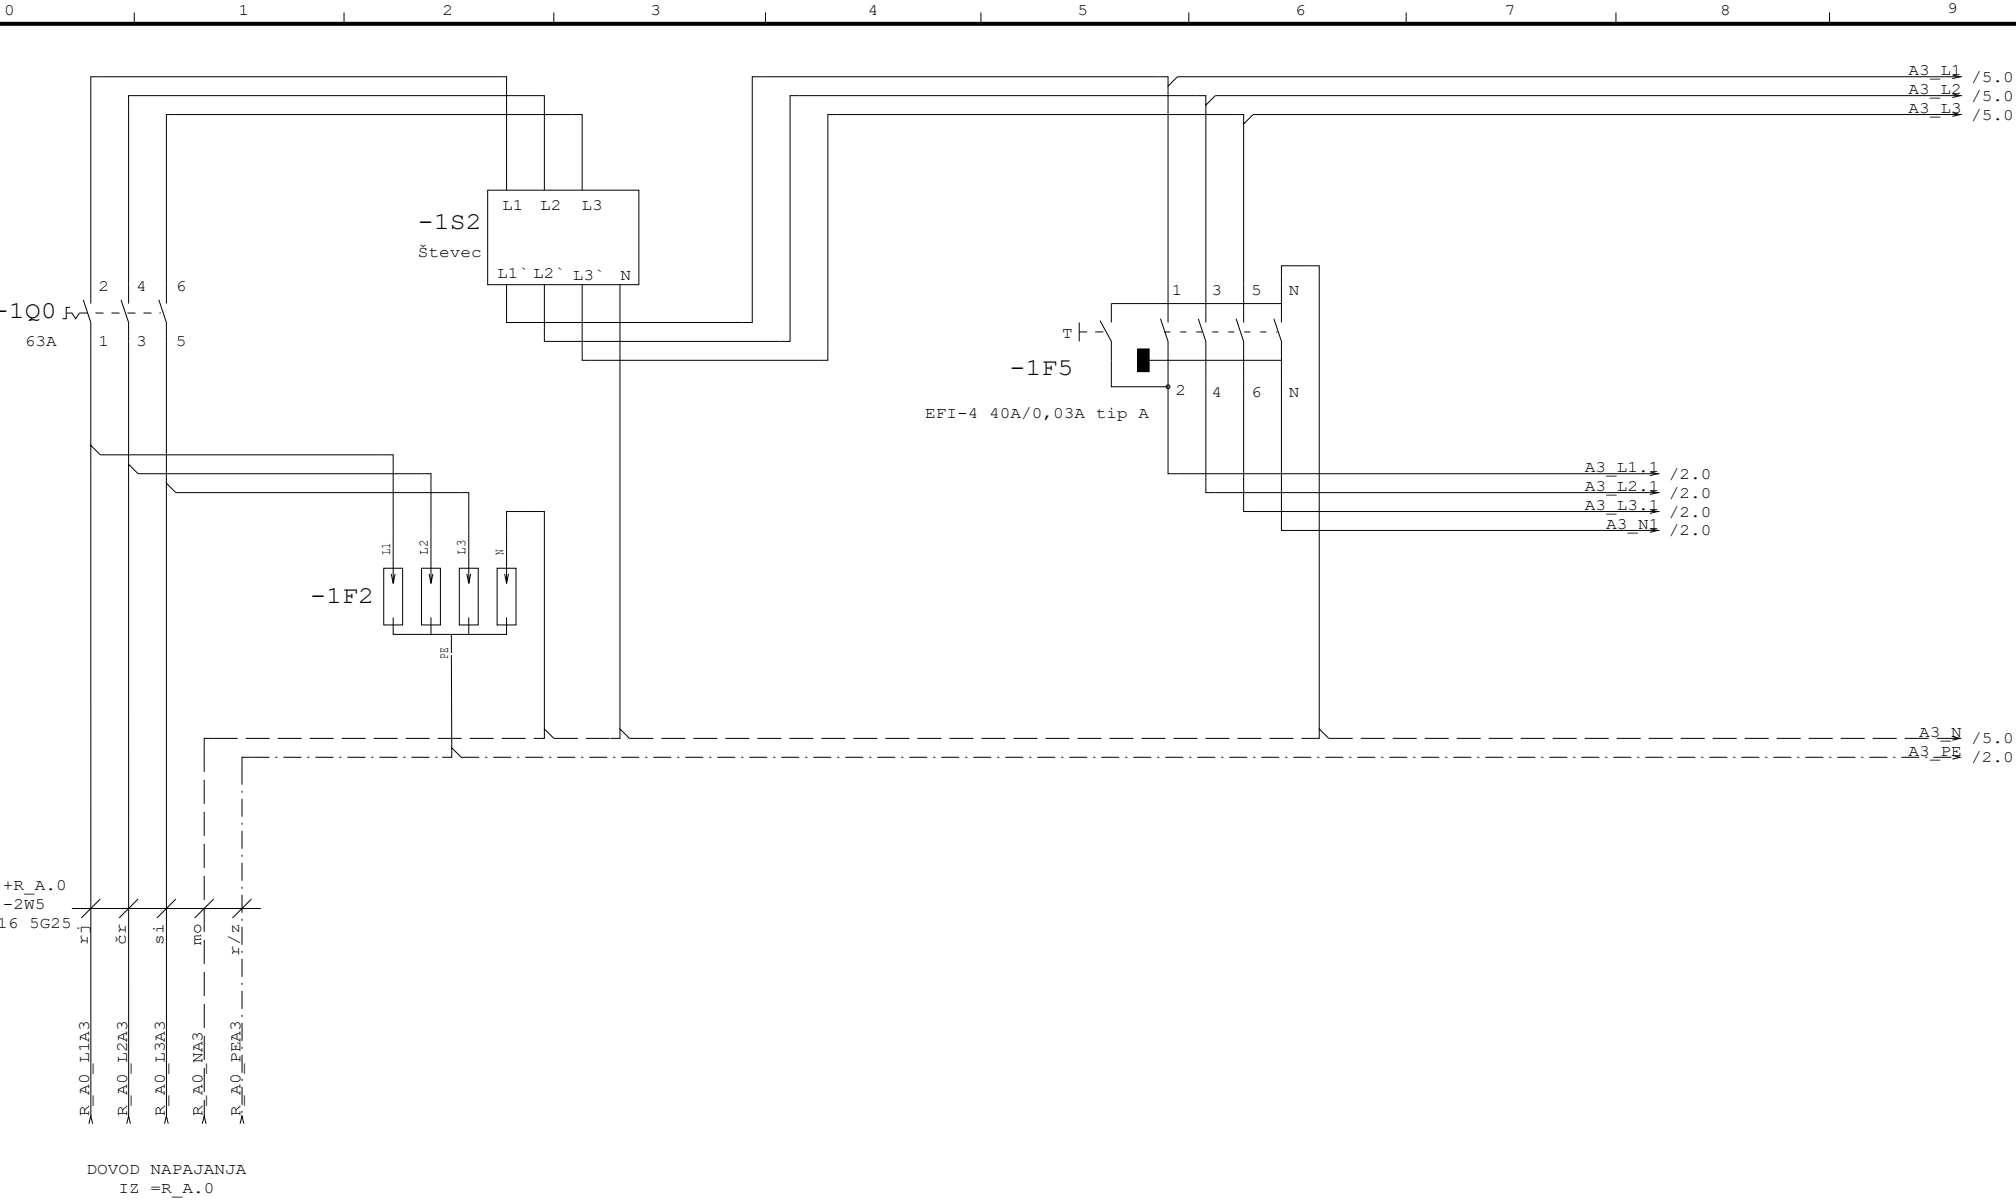 0 1 2 3 4 5 6 7 8 9
A3_L1 /5.0
A3_L2 /5.0
A3_L3 /5.0
L1 L2 L3
-1S2
Števec
L1` L2` L3` N
2 4 6
-1Q0
63A 1 3 5
1 3 5 N
T
-1F5
2 4 6 N
EFI-4 40A/0,03A tip A
A3_L1.1 /2.0
A3_L2.1 /2.0
A3_L3.1 /2.0
A3_N1 /2.0
L1 L2 L3 N
-1F2
PE
A3_N /5.0
A3_PE /2.0
+R_A.0
-2W5
16 5G25
rj čr si mo r/z
R_A0_L1A3
R_A0_L2A3
R_A0_L3A3
R_A0_NA3
R_A0_PEA3
DOVOD NAPAJANJA
IZ =R_A.0